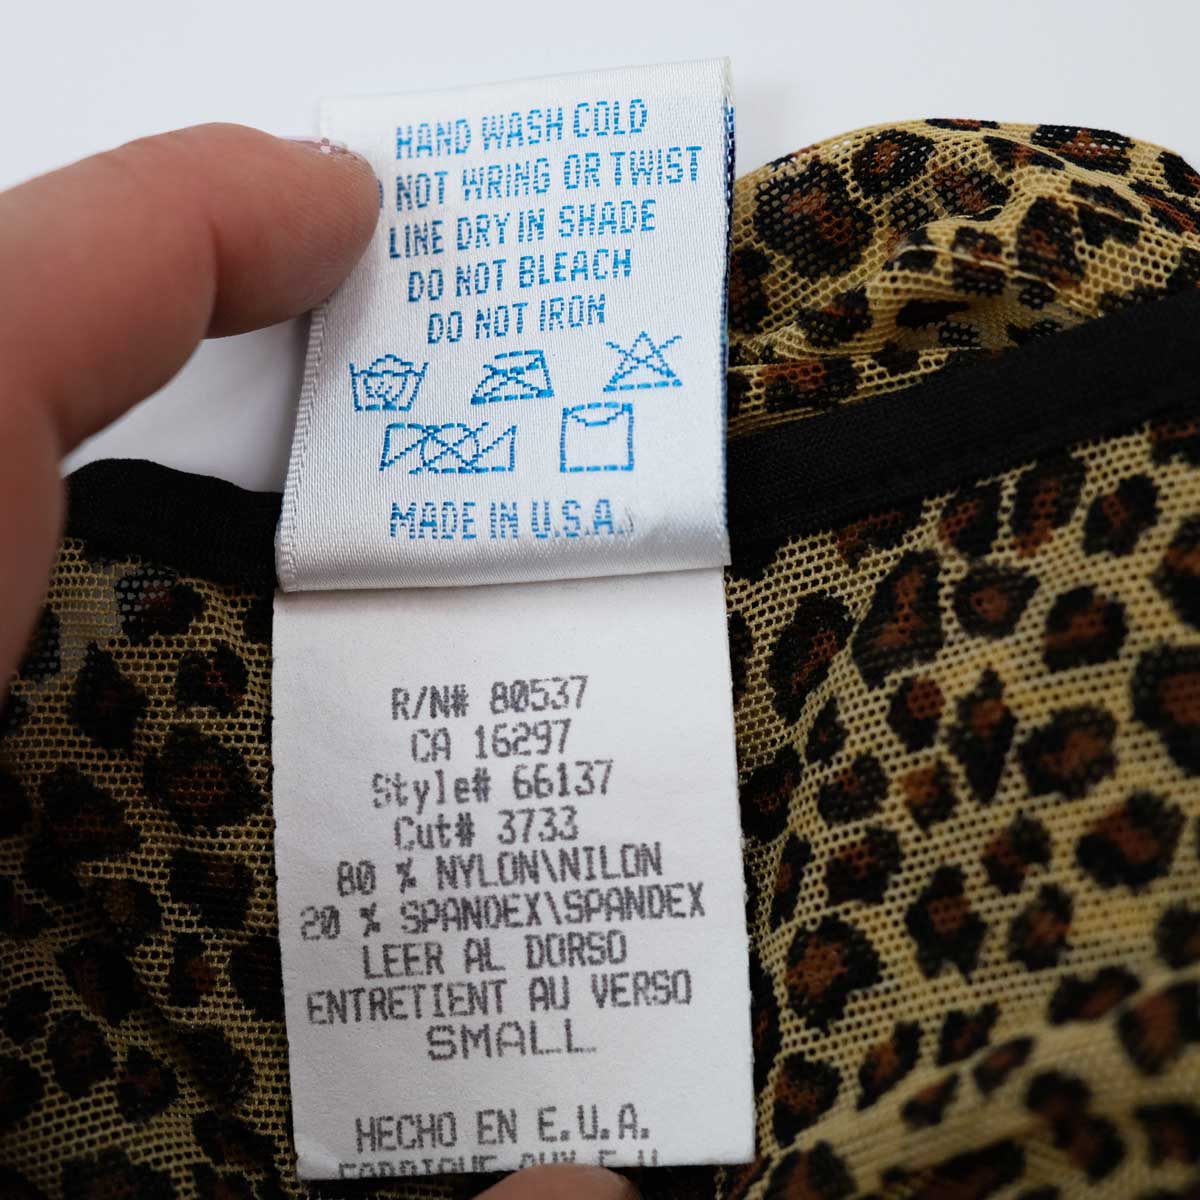 HAND WASH COLD
NOT WRING OR TWIST
LINE DRY IN SHADE
DO NOT BLEACH
DO NOT IRON
MADE IN U.S.A.
R/N# 80537
CA 16297
Style# 66137
Cut# 3733
80 % NYLON\NILON
20 % SPANDEX\SPANDEX
LEER AL DORSO
ENTRETIENT AU VERSO
SMALL
HECHO EN E.U.A.